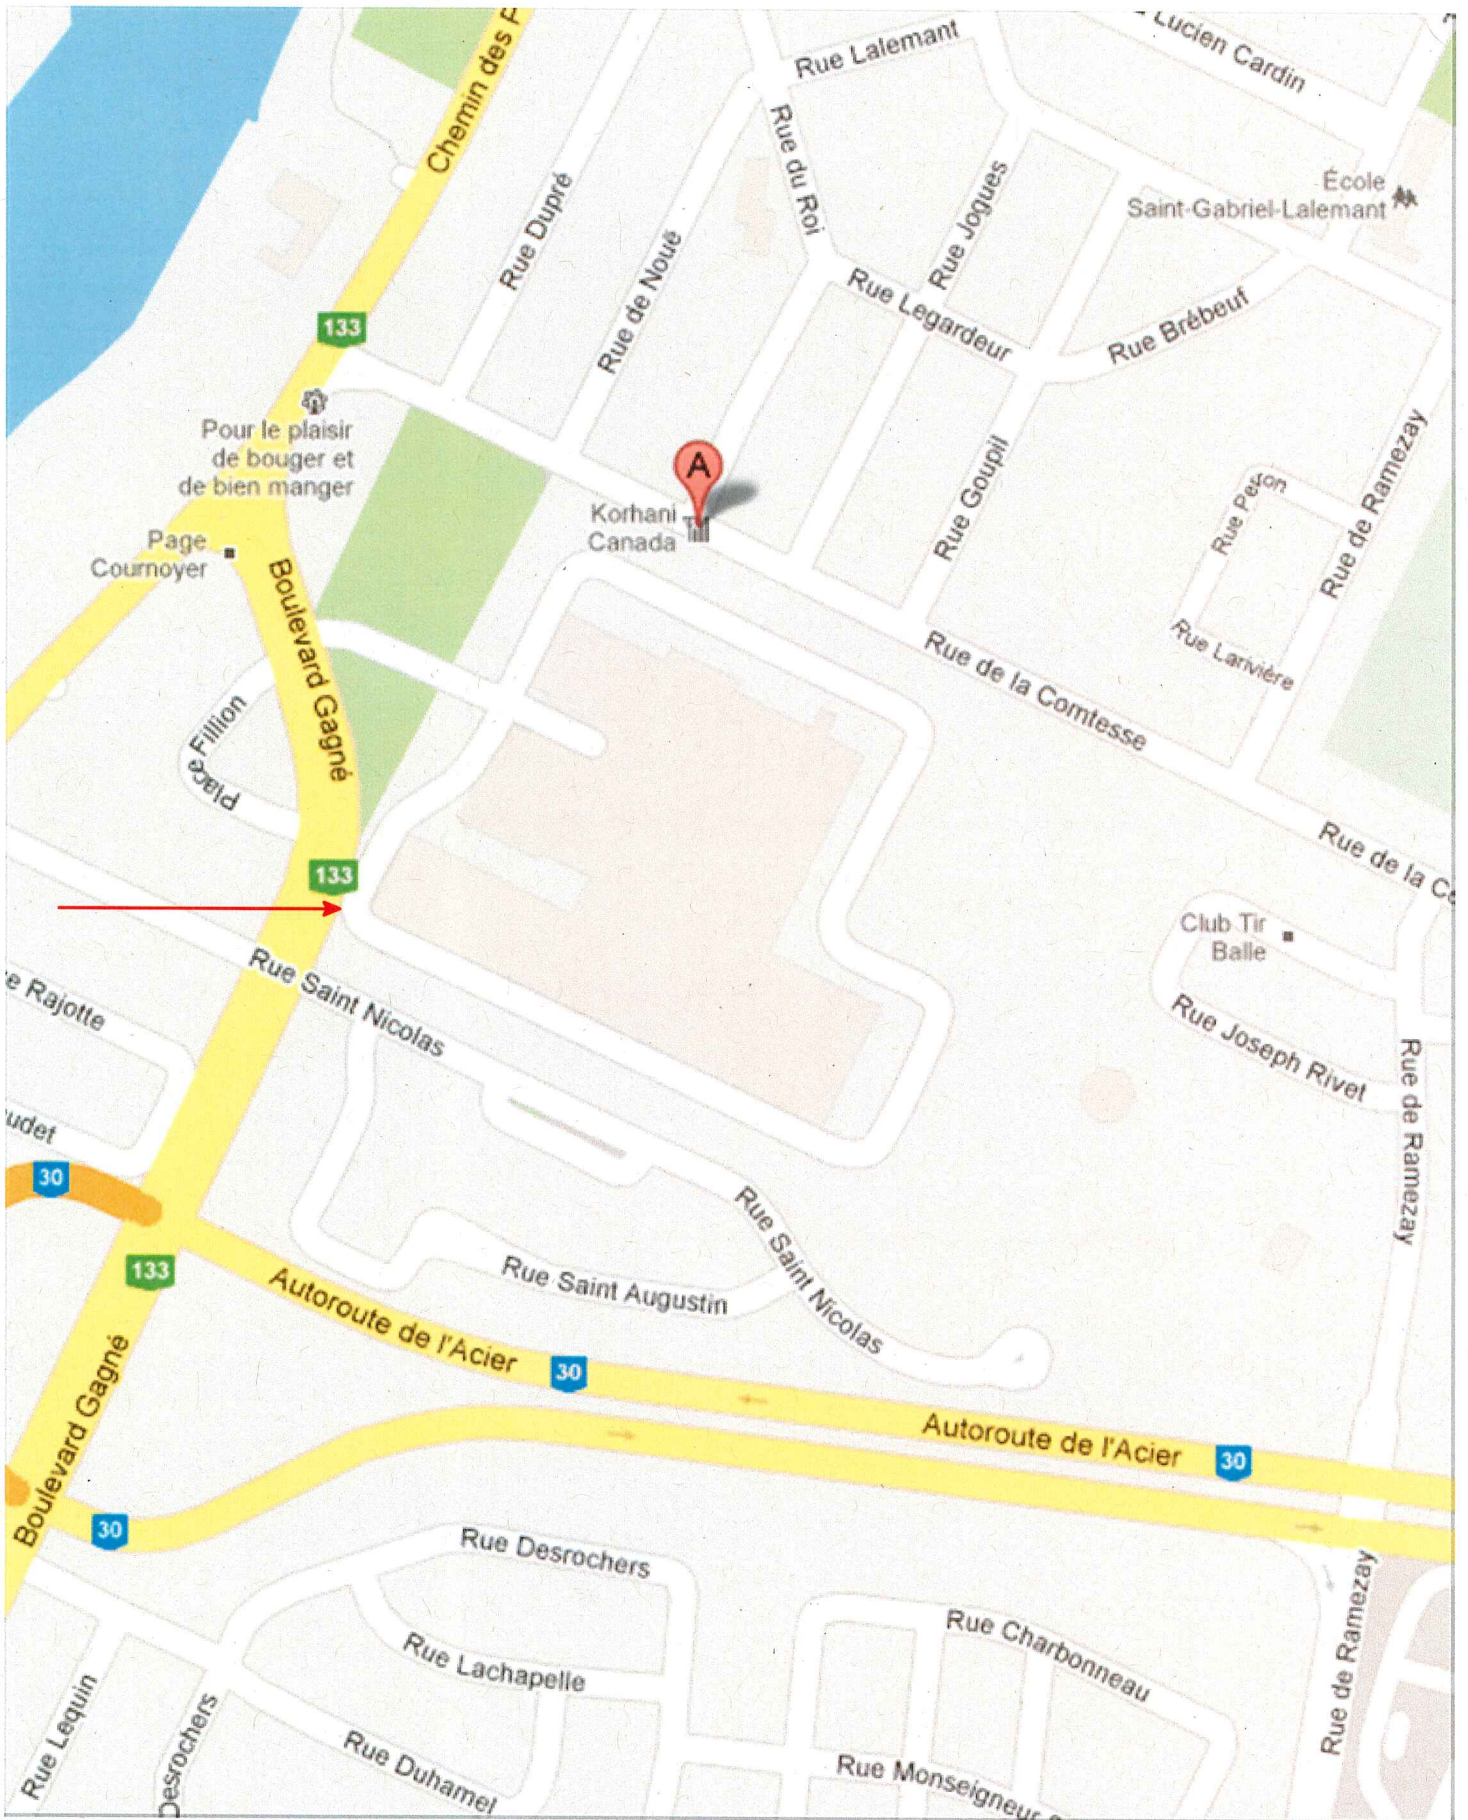 Chemin des P
Rue Lalemant
Lucien Cardin
Rue du Roi
École
Saint-Gabriel-Lalemant
Rue Dupré
Rue de Nouë
Rue Jogues
Rue Legardeur
Rue Brébeuf
133
Pour le plaisir
de bouger et
de bien manger
A
Korhani
Canada
Rue Goupil
Rue de Ramezay
Page
Cournoyer
Boulevard Gagné
Rue Larivière
Rue de la Comtesse
Place Fillion
133
Rue de la Co
Club Tir
Balle
Rue Saint Nicolas
e Rajotte
Rue Joseph Rivet
Rue de Ramezay
udet
30
133
Rue Saint Nicolas
Rue Saint Augustin
Autoroute de l'Acier
30
Autoroute de l'Acier
30
Boulevard Gagné
30
Rue Desrochers
Rue de Ramezay
Rue Charbonneau
Rue Lachapelle
Rue Lequin
Desrochers
Rue Duhamel
Rue Monseigneur